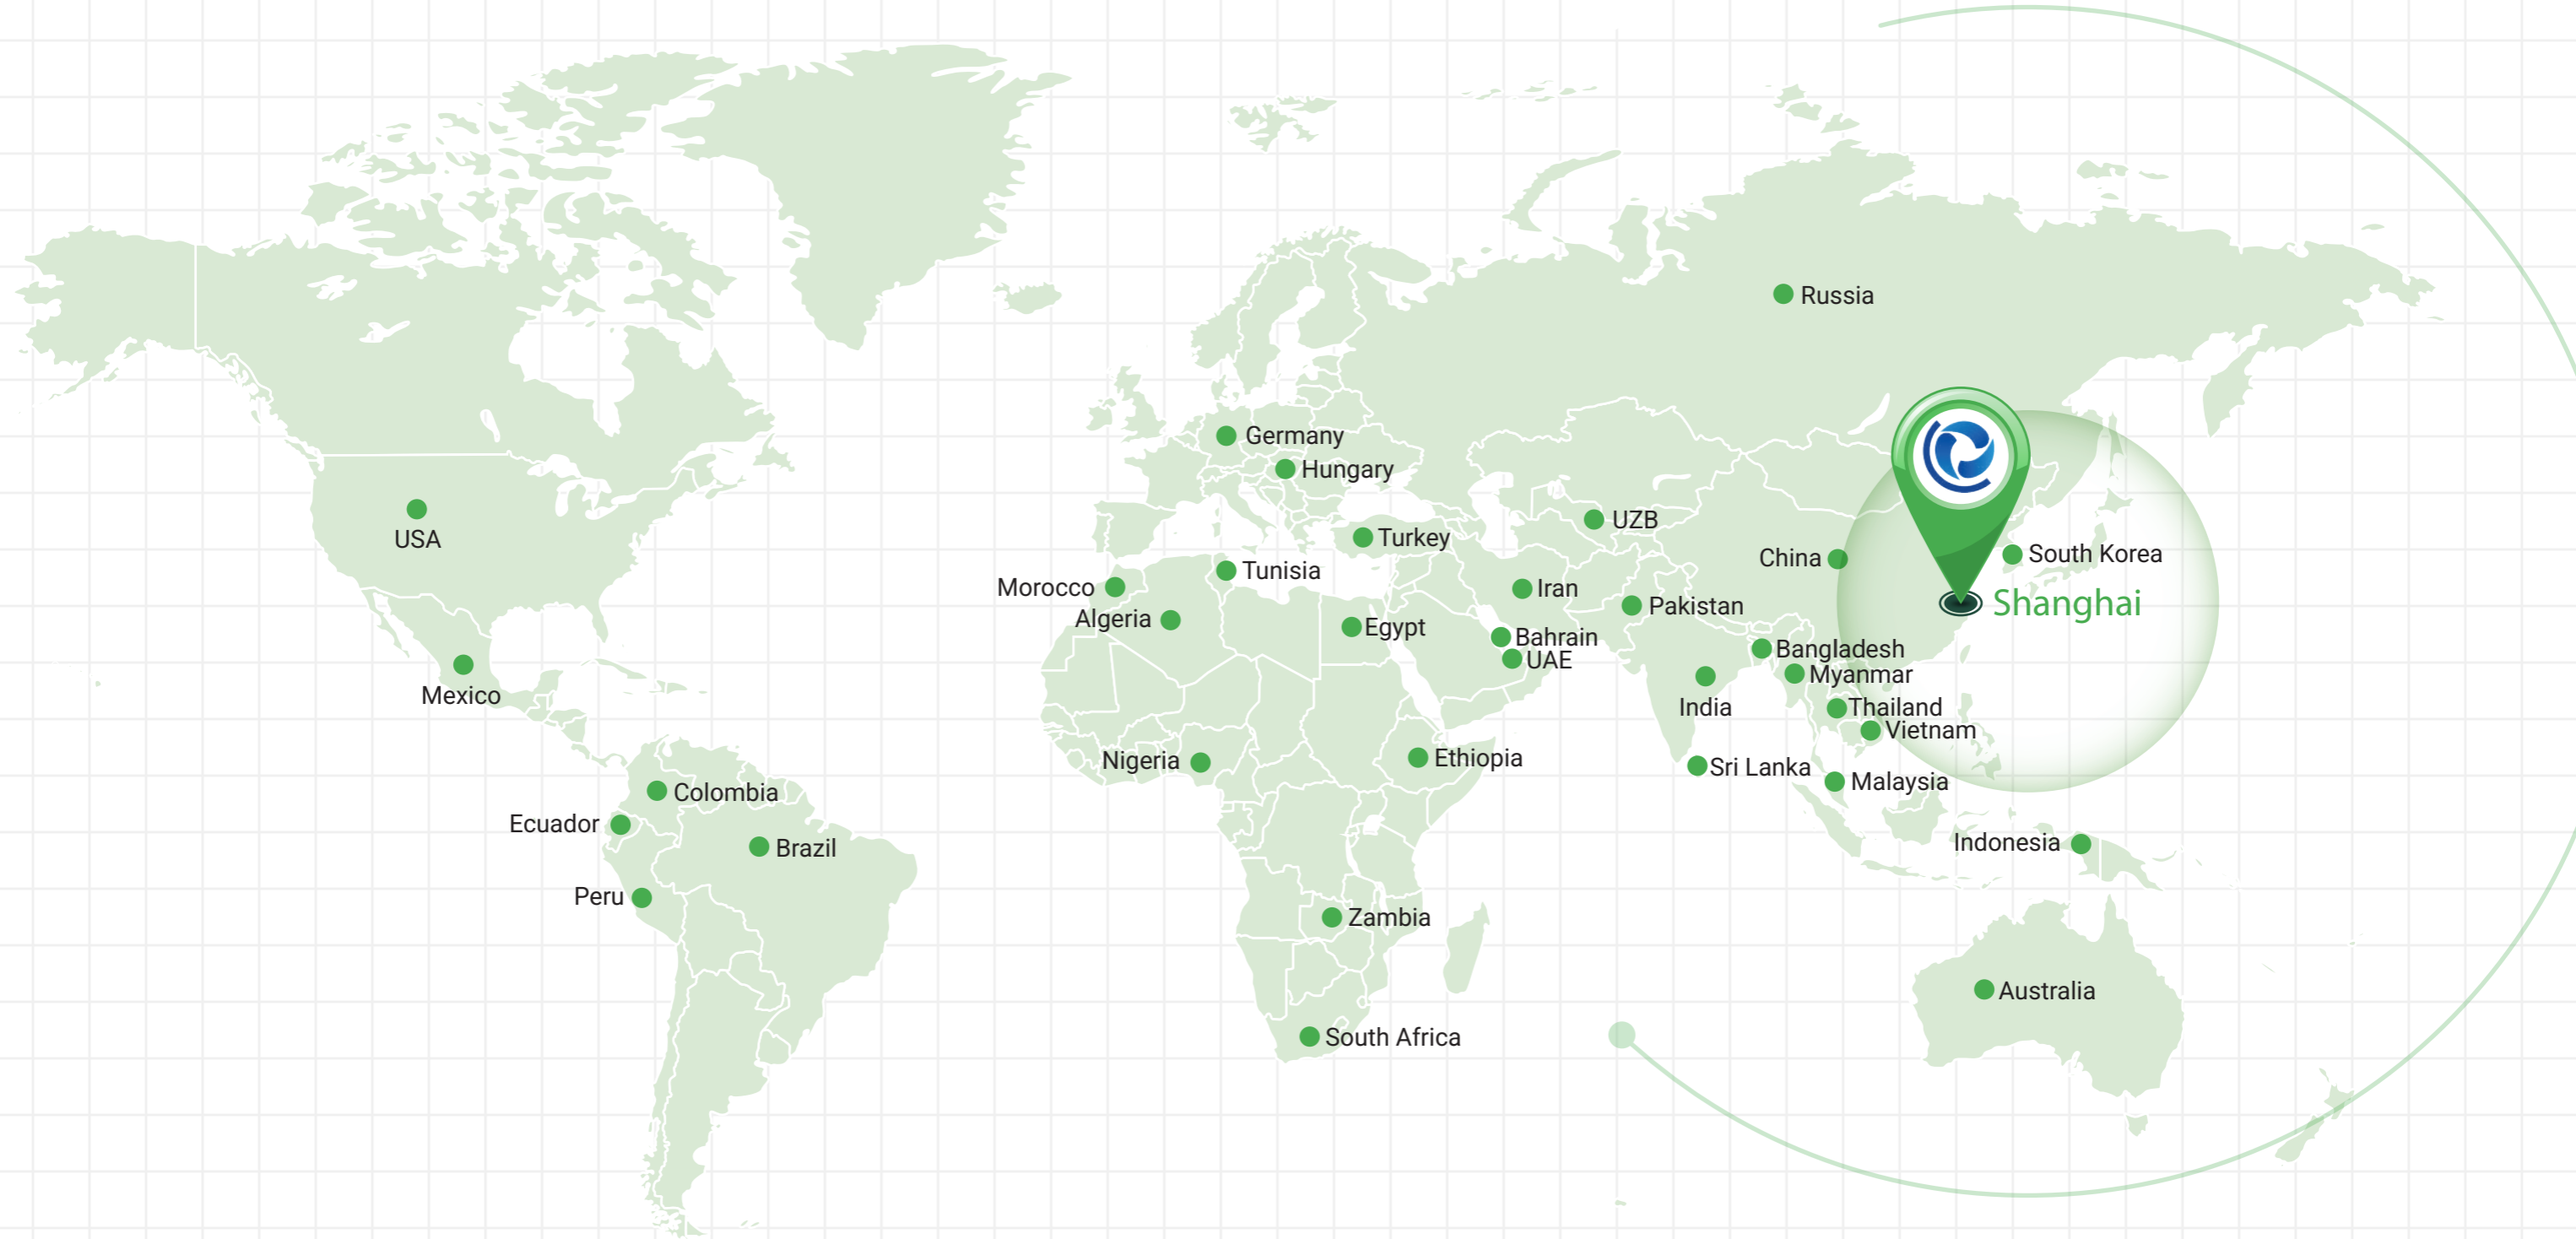 Russia
Germany
Hungary
USA
UZB
Turkey
China
South Korea
Tunisia
Morocco
Iran
Shanghai
Pakistan
Algeria
Egypt
Bahrain
Bangladesh
UAE
Myanmar
Mexico
India
Thailand
Vietnam
Nigeria
Ethiopia
Sri Lanka
Malaysia
Colombia
Ecuador
Indonesia
Brazil
Peru
Zambia
Australia
South Africa